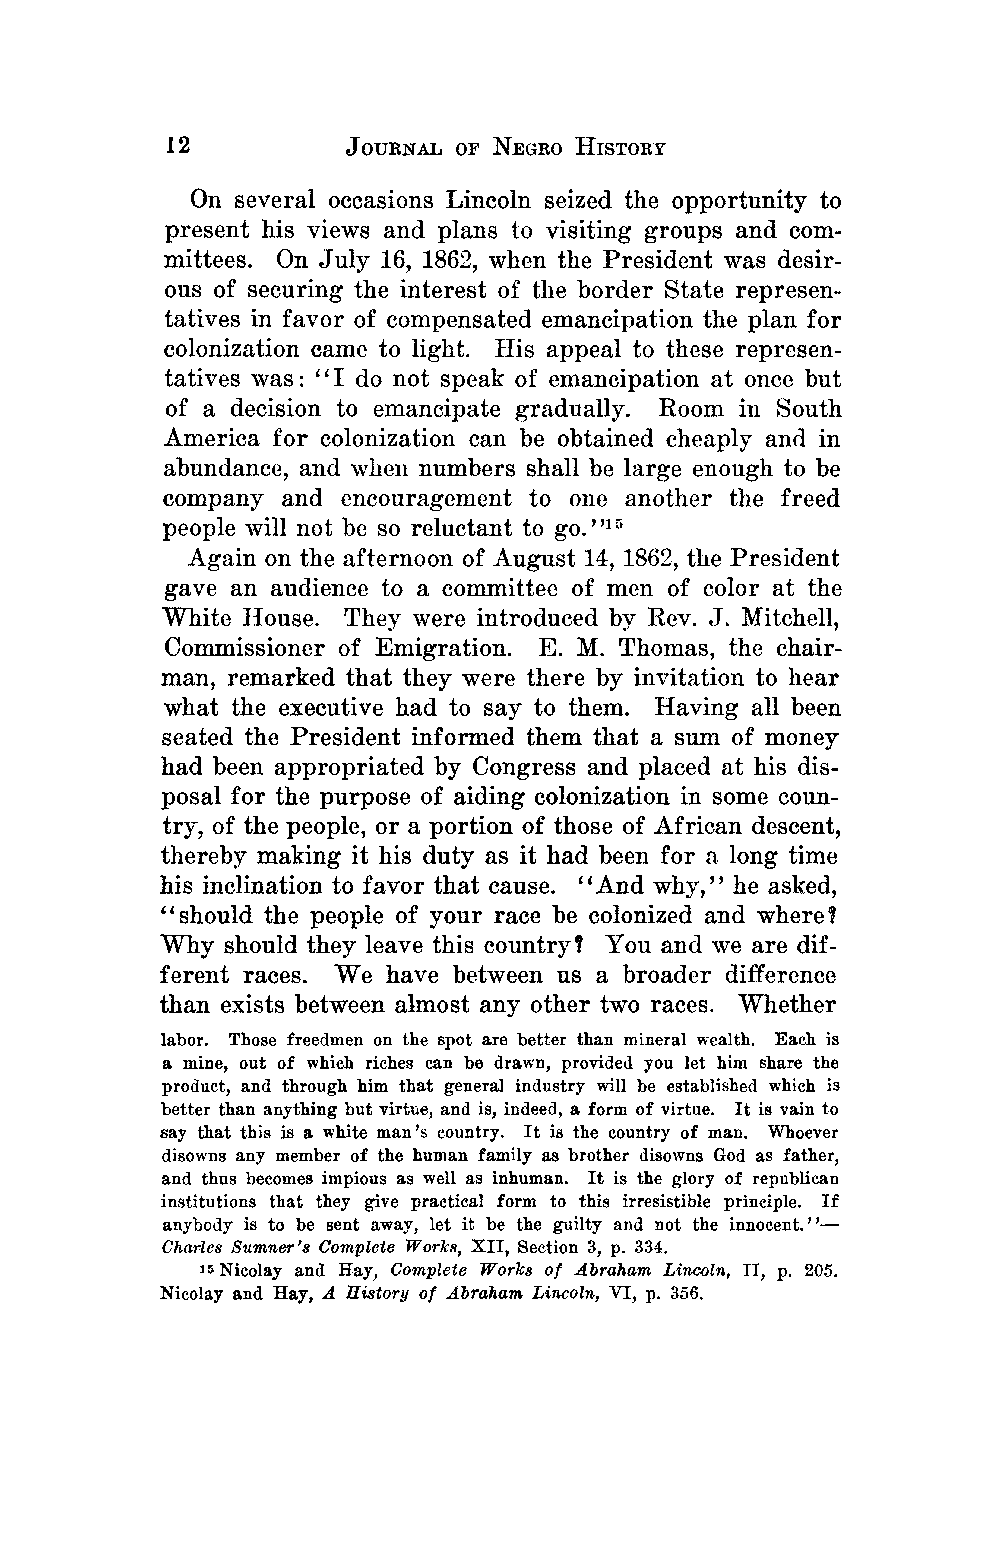 12 JOURNAL OF NEGRO HISTORY
On several occasions Lincoln seized the opportunity to
present his views and plans to visiting groups and com-
mittees. On July 16, 1862, when the President was desir-
ous of securing the interest of the border State represen-
tatives in favor of compensated emancipation the plan for
colonization came to light. His appeal to these represen-
tatives was: “I do not speak of emancipation at once but
of a decision to emancipate gradually. Room in South
America for colonization can be obtained cheaply and in
abundance, and when numbers shall be large enough to be
company and encouragement to one another the freed
people will not be so reluctant to go.”15
Again on the afternoon of August 14, 1862, the President
gave an audience to a committee of men of color at the
White House. They were introduced by Rev. J. Mitchell,
Commissioner of Emigration. E. M. Thomas, the chair-
man, remarked that they were there by invitation to hear
what the executive had to say to them. Having all been
seated the President informed them that a sum of money
had been appropriated by Congress and placed at his dis-
posal for the purpose of aiding colonization in some coun-
try, of the people, or a portion of those of African descent,
thereby making it his duty as it had been for a long time
his inclination to favor that cause. “And why,” he asked,
“should the people of your race be colonized and where?
Why should they leave this country? You and we are dif-
ferent races. We have between us a broader difference
than exists between almost any other two races. Whether
labor. Those freedmen on the spot are better than mineral wealth. Each is
a mine, out of which riches can be drawn, provided you let him share the
product, and through him that general industry will be established which is
better than anything but virtue, and is, indeed, a form of virtue. It is vain to
say that this is a white man’s country. It is the country of man. Whoever
disowns any member of the human family as brother disowns God as father,
and thus becomes impious as well as inhuman. It is the glory of republican
institutions that they give practical form to this irresistible principle. If
anybody is to be sent away, let it be the guilty and not the innocent.”—
Charles Sumner’s Complete Works, XII, Section 3, p. 334.
15 Nicolay and Hay, Complete Works of Abraham Lincoln, II, p. 205.
Nicolay and Hay, A History of Abraham Lincoln, VI, p. 356.